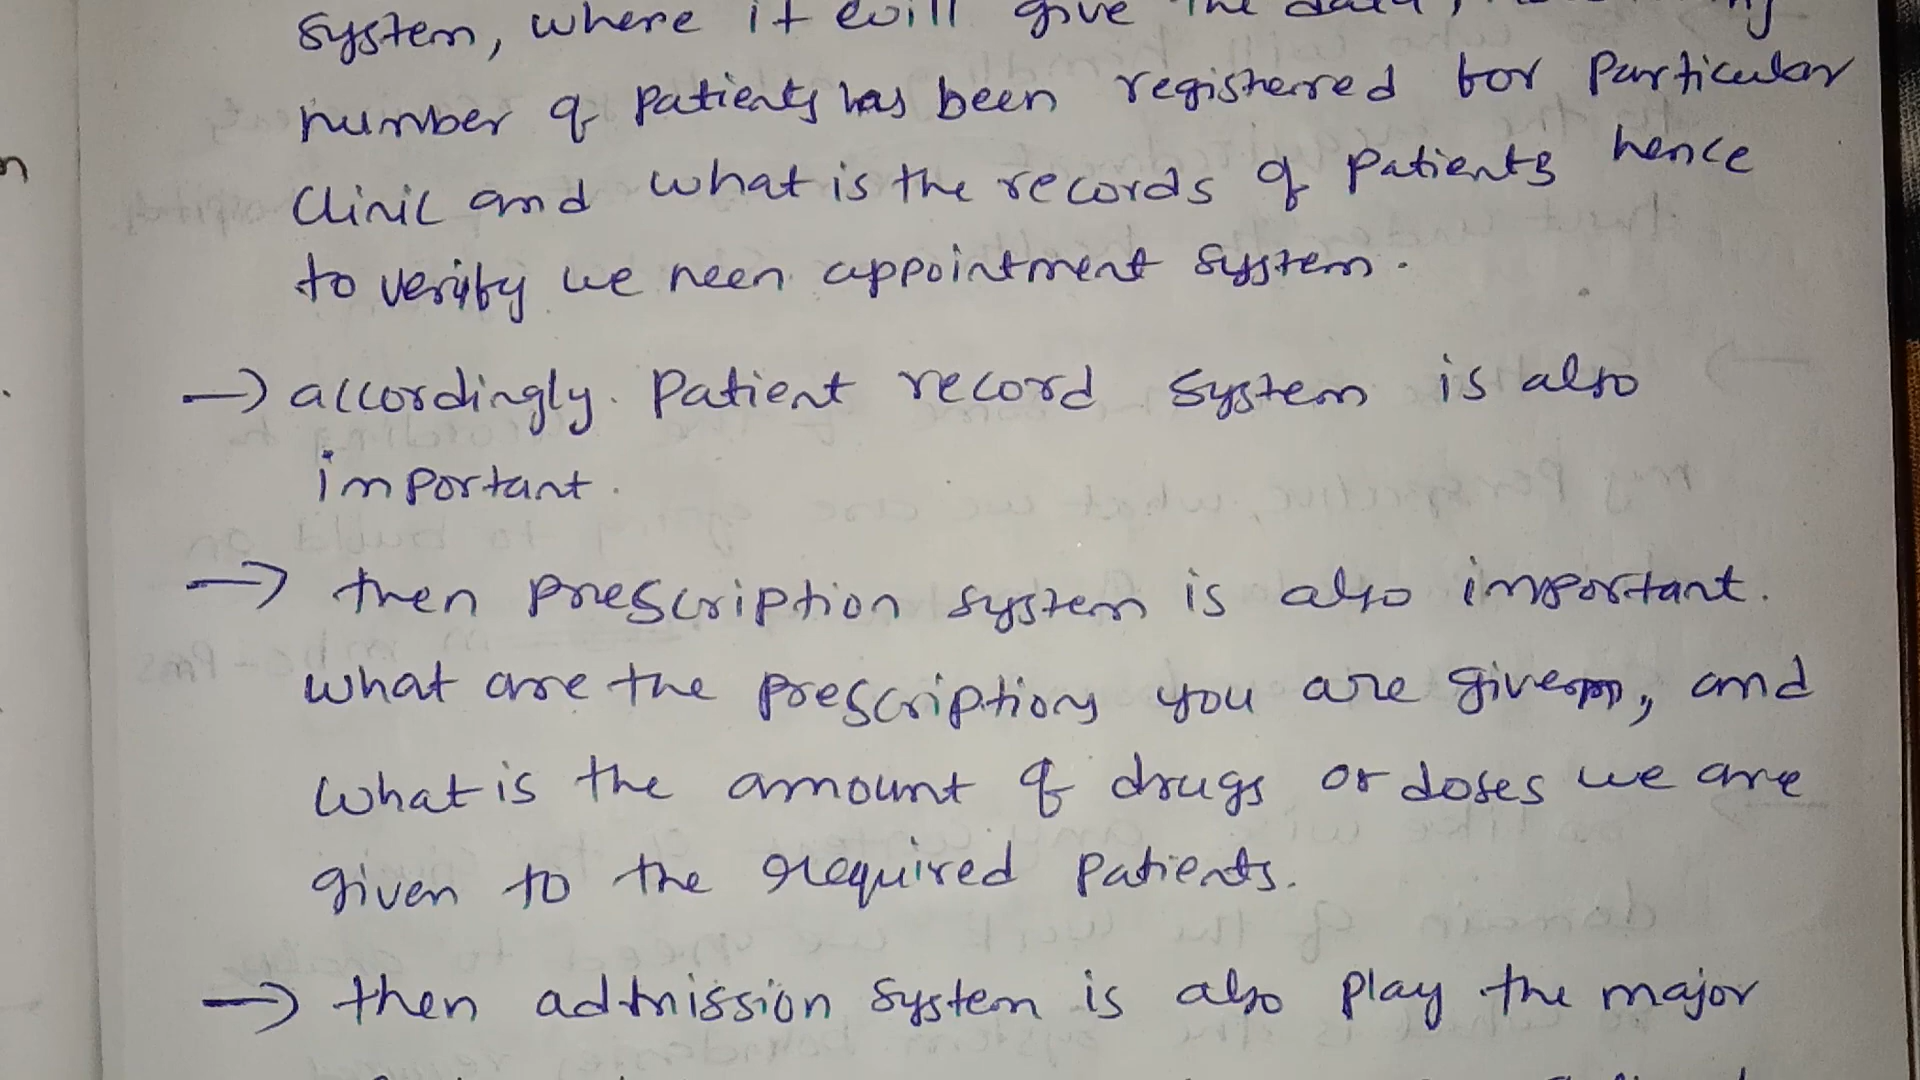 system, where it will give the data,
number of patients has been registerred for particular
clinic and what is the records of patients hence
to verify we neen appointment system.
→ accordingly. patient record system is also
important.
→ then prescription system is also important.
what are the prescriptions you are given, and
what is the amount of drugs or doses we are
given to the required patients.
→ then admission system is also play the major